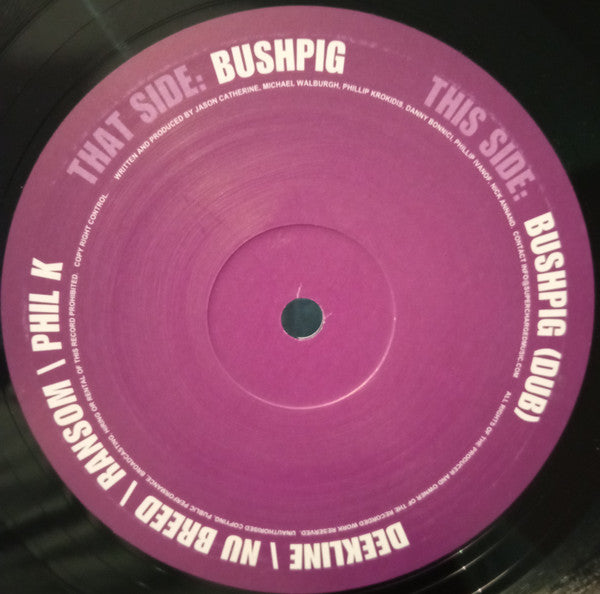 THAT SIDE: BUSHPIG
THIS SIDE: BUSHPIG (DUB)
DEEKLINE \ NU BREED \ RANSOM \ PHIL K
WRITTEN AND PRODUCED BY JASON CATHERINE, MICHAEL WALBURGH, PHILLIP KROKIDIS, DANNY BONNICI, PHILLIP IVANOF, NICK ANNAND. CONTACT INFO@SUPERCHARGEDMUSIC.COM
ALL RIGHTS OF THE PRODUCER AND OWNER OF THE RECORDED WORK RESERVED. UNAUTHORISED COPYING, PUBLIC PERFORMANCE, BROADCASTING HIRING OR RENTAL OF THIS RECORD PROHIBITED. COPY RIGHT CONTROL.